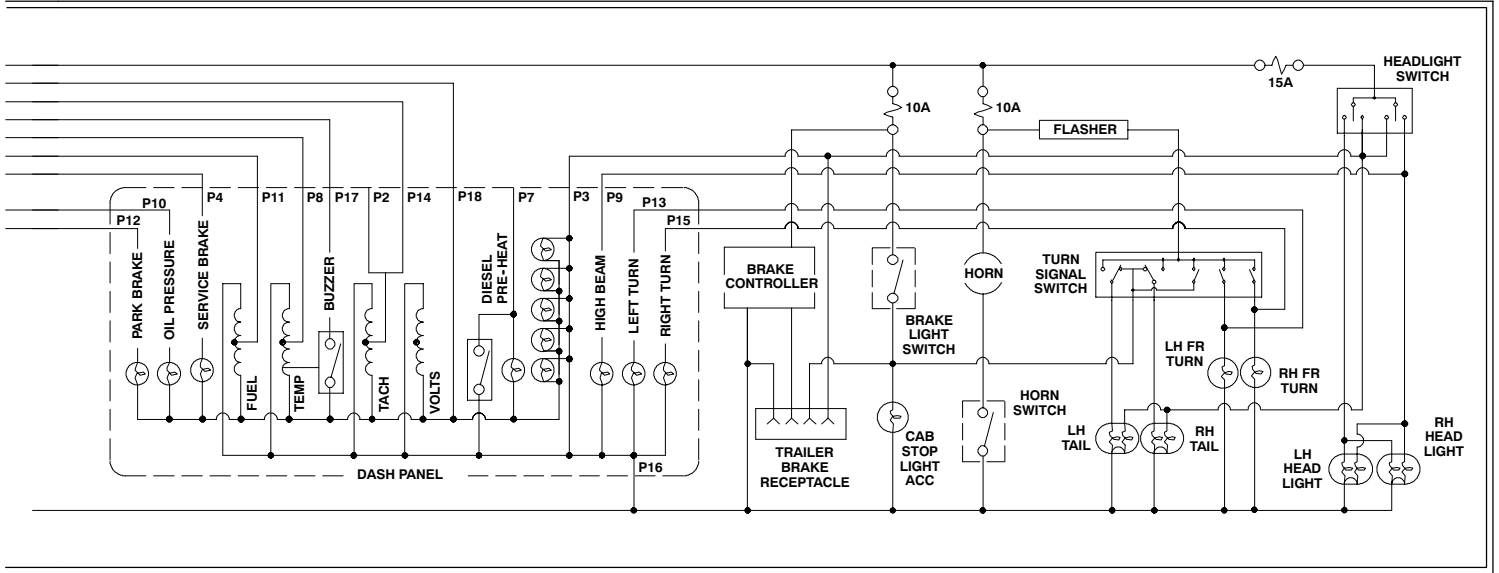 HEADLIGHT
SWITCH
15A
10A
10A
FLASHER
P10
P12
P4
P11
P8
P17
P2
P14
P18
P7
P3
P9
P13
P15
PARK BRAKE
OIL PRESSURE
SERVICE BRAKE
BUZZER
DIESEL
PRE-HEAT
HIGH BEAM
LEFT TURN
RIGHT TURN
BRAKE
CONTROLLER
HORN
TURN
SIGNAL
SWITCH
BRAKE
LIGHT
SWITCH
LH FR
TURN
RH FR
TURN
FUEL
TEMP
TACH
VOLTS
HORN
SWITCH
LH
TAIL
RH
TAIL
CAB
STOP
LIGHT
ACC
TRAILER
BRAKE
RECEPTACLE
LH
HEAD
LIGHT
RH
HEAD
LIGHT
P16
DASH PANEL